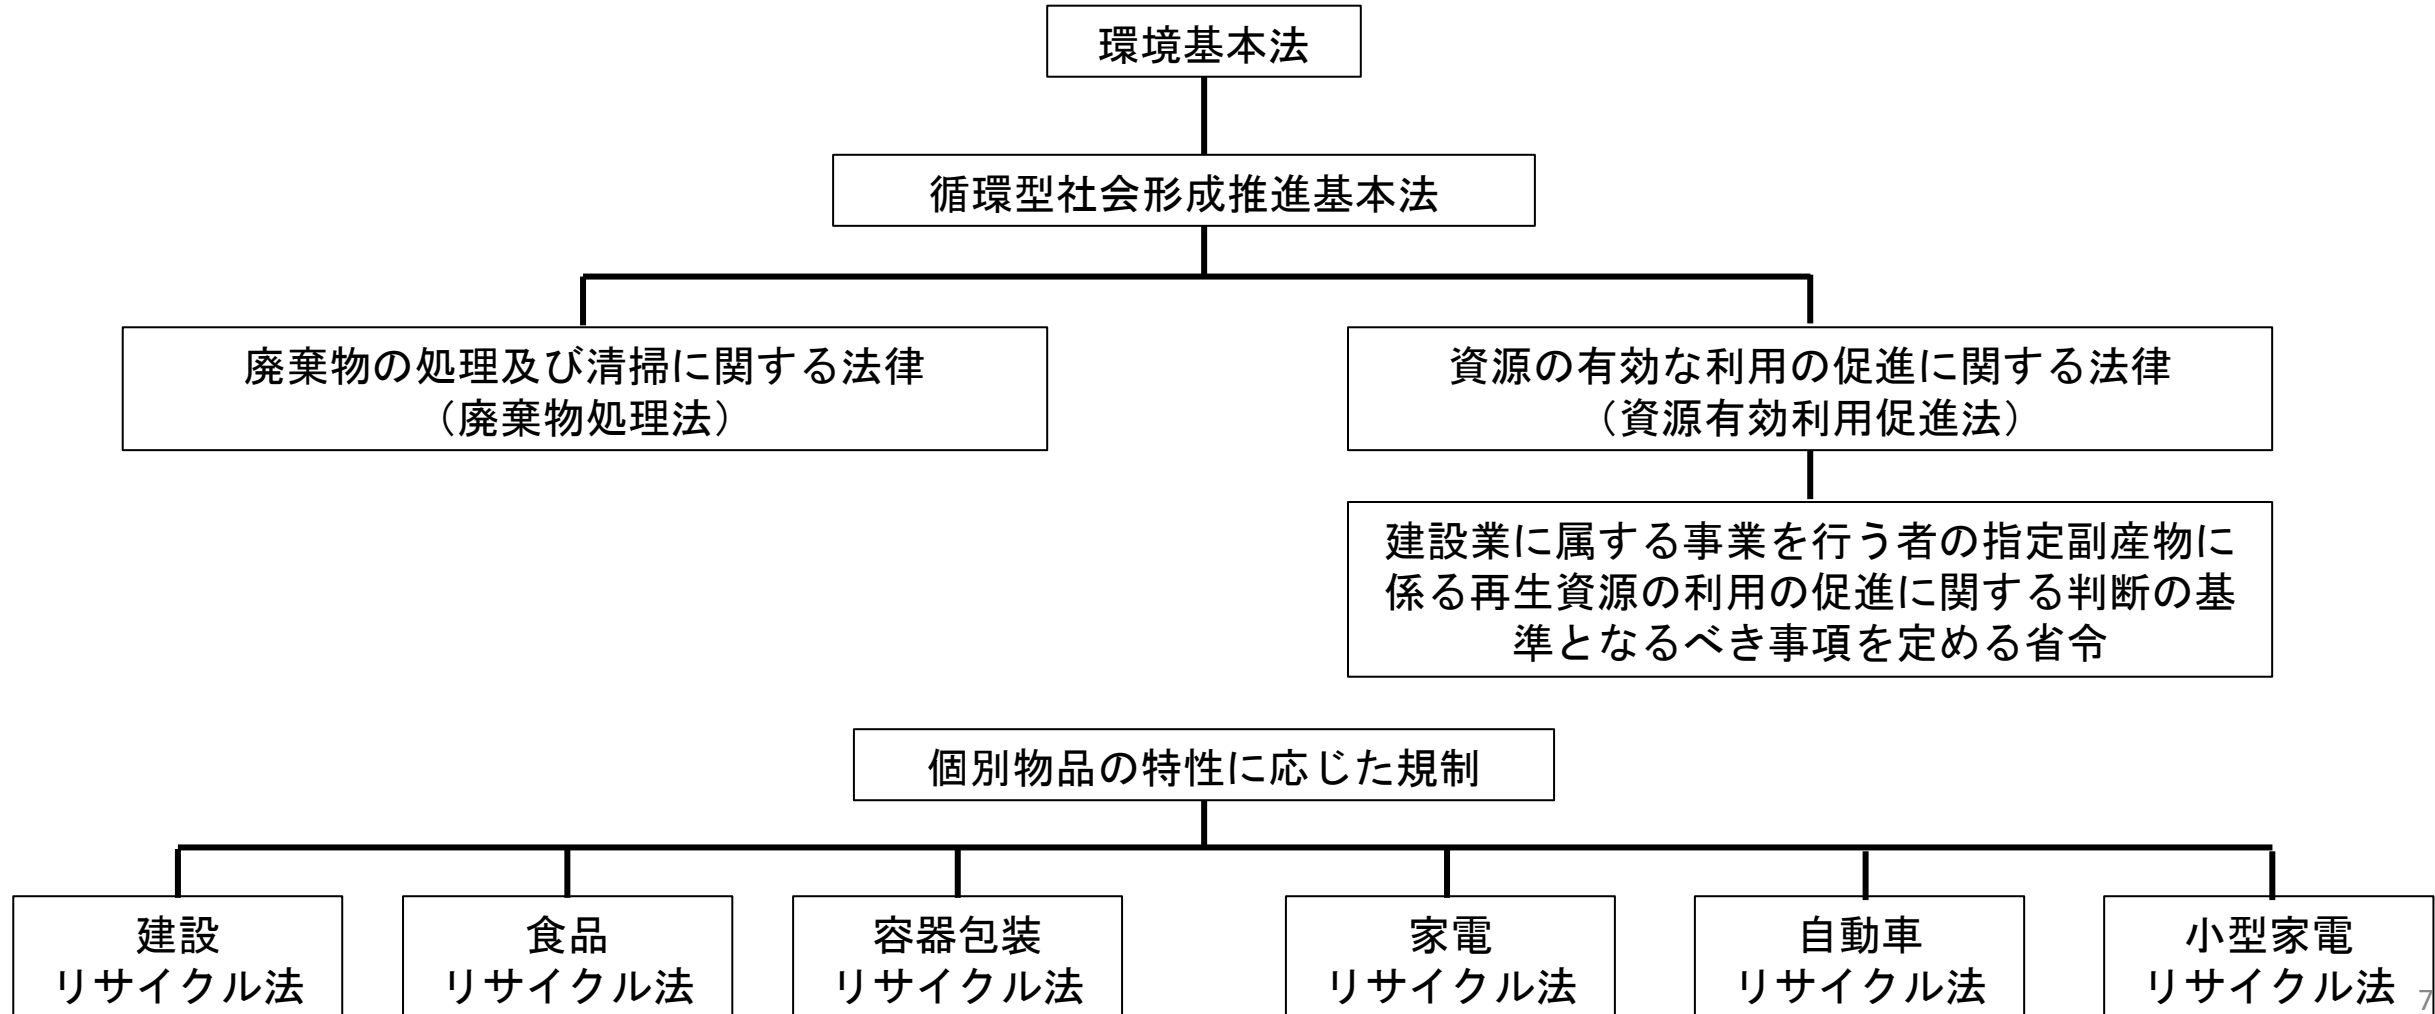 環境基本法
循環型社会形成推進基本法
廃棄物の処理及び清掃に関する法律
（廃棄物処理法）
資源の有効な利用の促進に関する法律
（資源有効利用促進法）
建設業に属する事業を行う者の指定副産物に
係る再生資源の利用の促進に関する判断の基
準となるべき事項を定める省令
個別物品の特性に応じた規制
建設
リサイクル法
食品
リサイクル法
容器包装
リサイクル法
家電
リサイクル法
自動車
リサイクル法
小型家電
リサイクル法
7